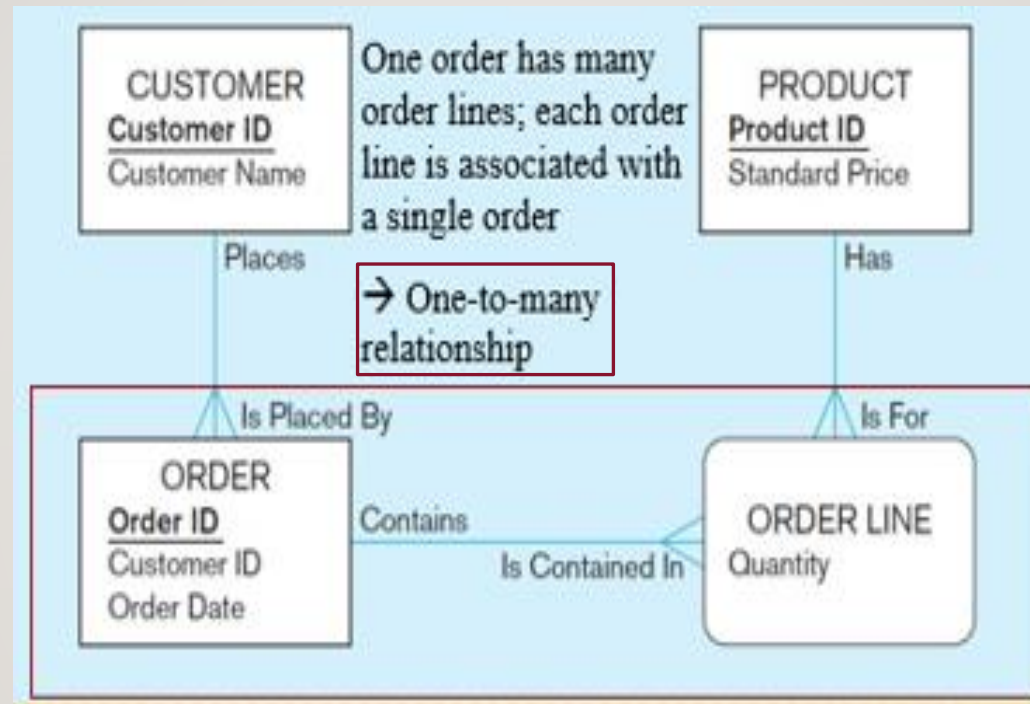 CUSTOMER
Customer ID
Customer Name
One order has many
order lines; each order
line is associated with
a single order
→ One-to-many
relationship
PRODUCT
Product ID
Standard Price
Places
Has
Is Placed By
Is For
ORDER
Order ID
Customer ID
Order Date
Contains
Is Contained In
ORDER LINE
Quantity